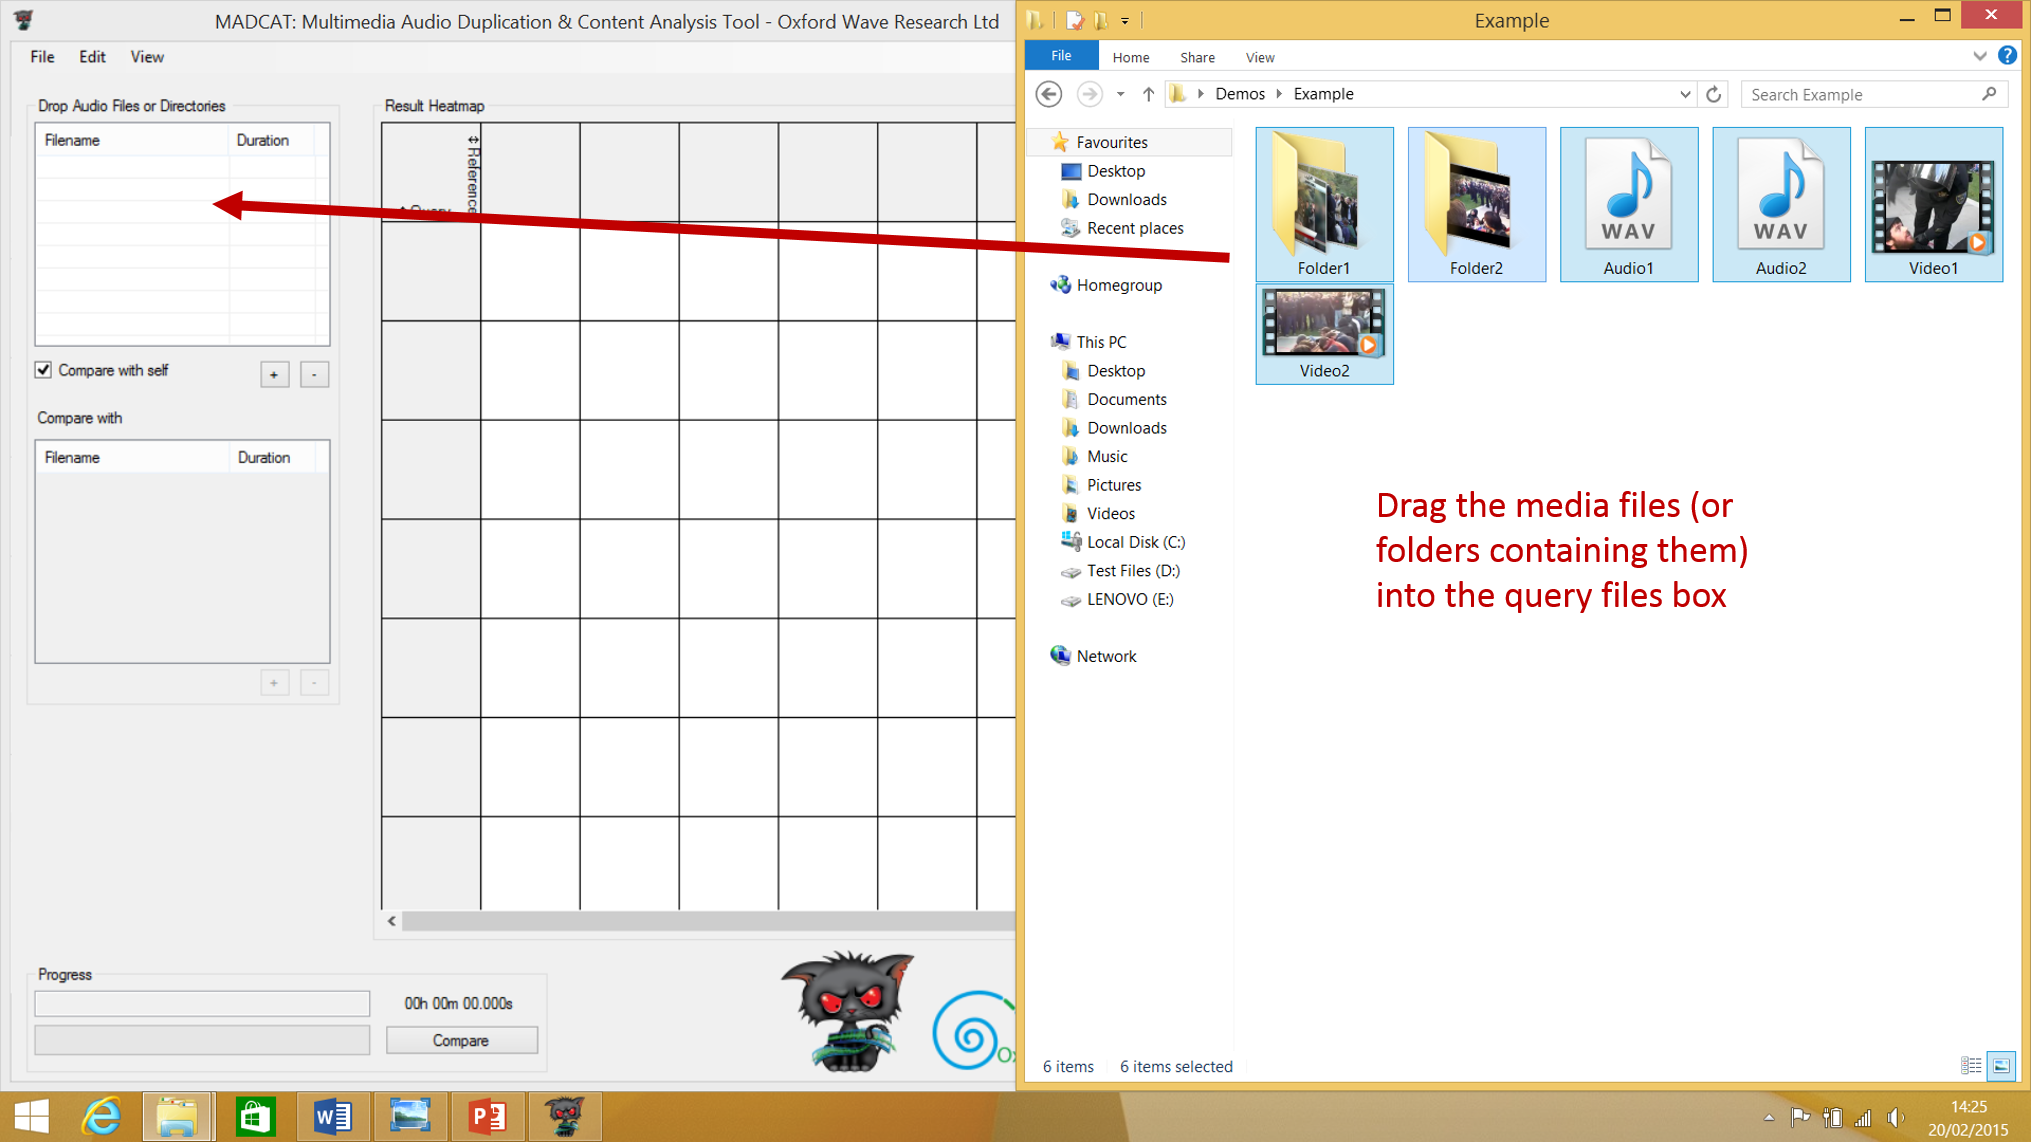 MADCAT: Multimedia Audio Duplication & Content Analysis Tool - Oxford Wave Research Ltd
File Edit View
Drop Audio Files or Directories
Filename Duration
Compare with self
+ -
Compare with
Filename Duration
+ -
Result Heatmap
Reference
Query
Progress
00h 00m 00.000s
Compare
Ox
Example
File Home Share View
Demos Example
Search Example
Favourites
Desktop
Downloads
Recent places
Homegroup
This PC
Desktop
Documents
Downloads
Music
Pictures
Videos
Local Disk (C:)
Test Files (D:)
LENOVO (E:)
Network
WAV WAV
Folder1 Folder2 Audio1 Audio2 Video1
Video2
Drag the media files (or
folders containing them)
into the query files box
6 items 6 items selected
14:25
20/02/2015